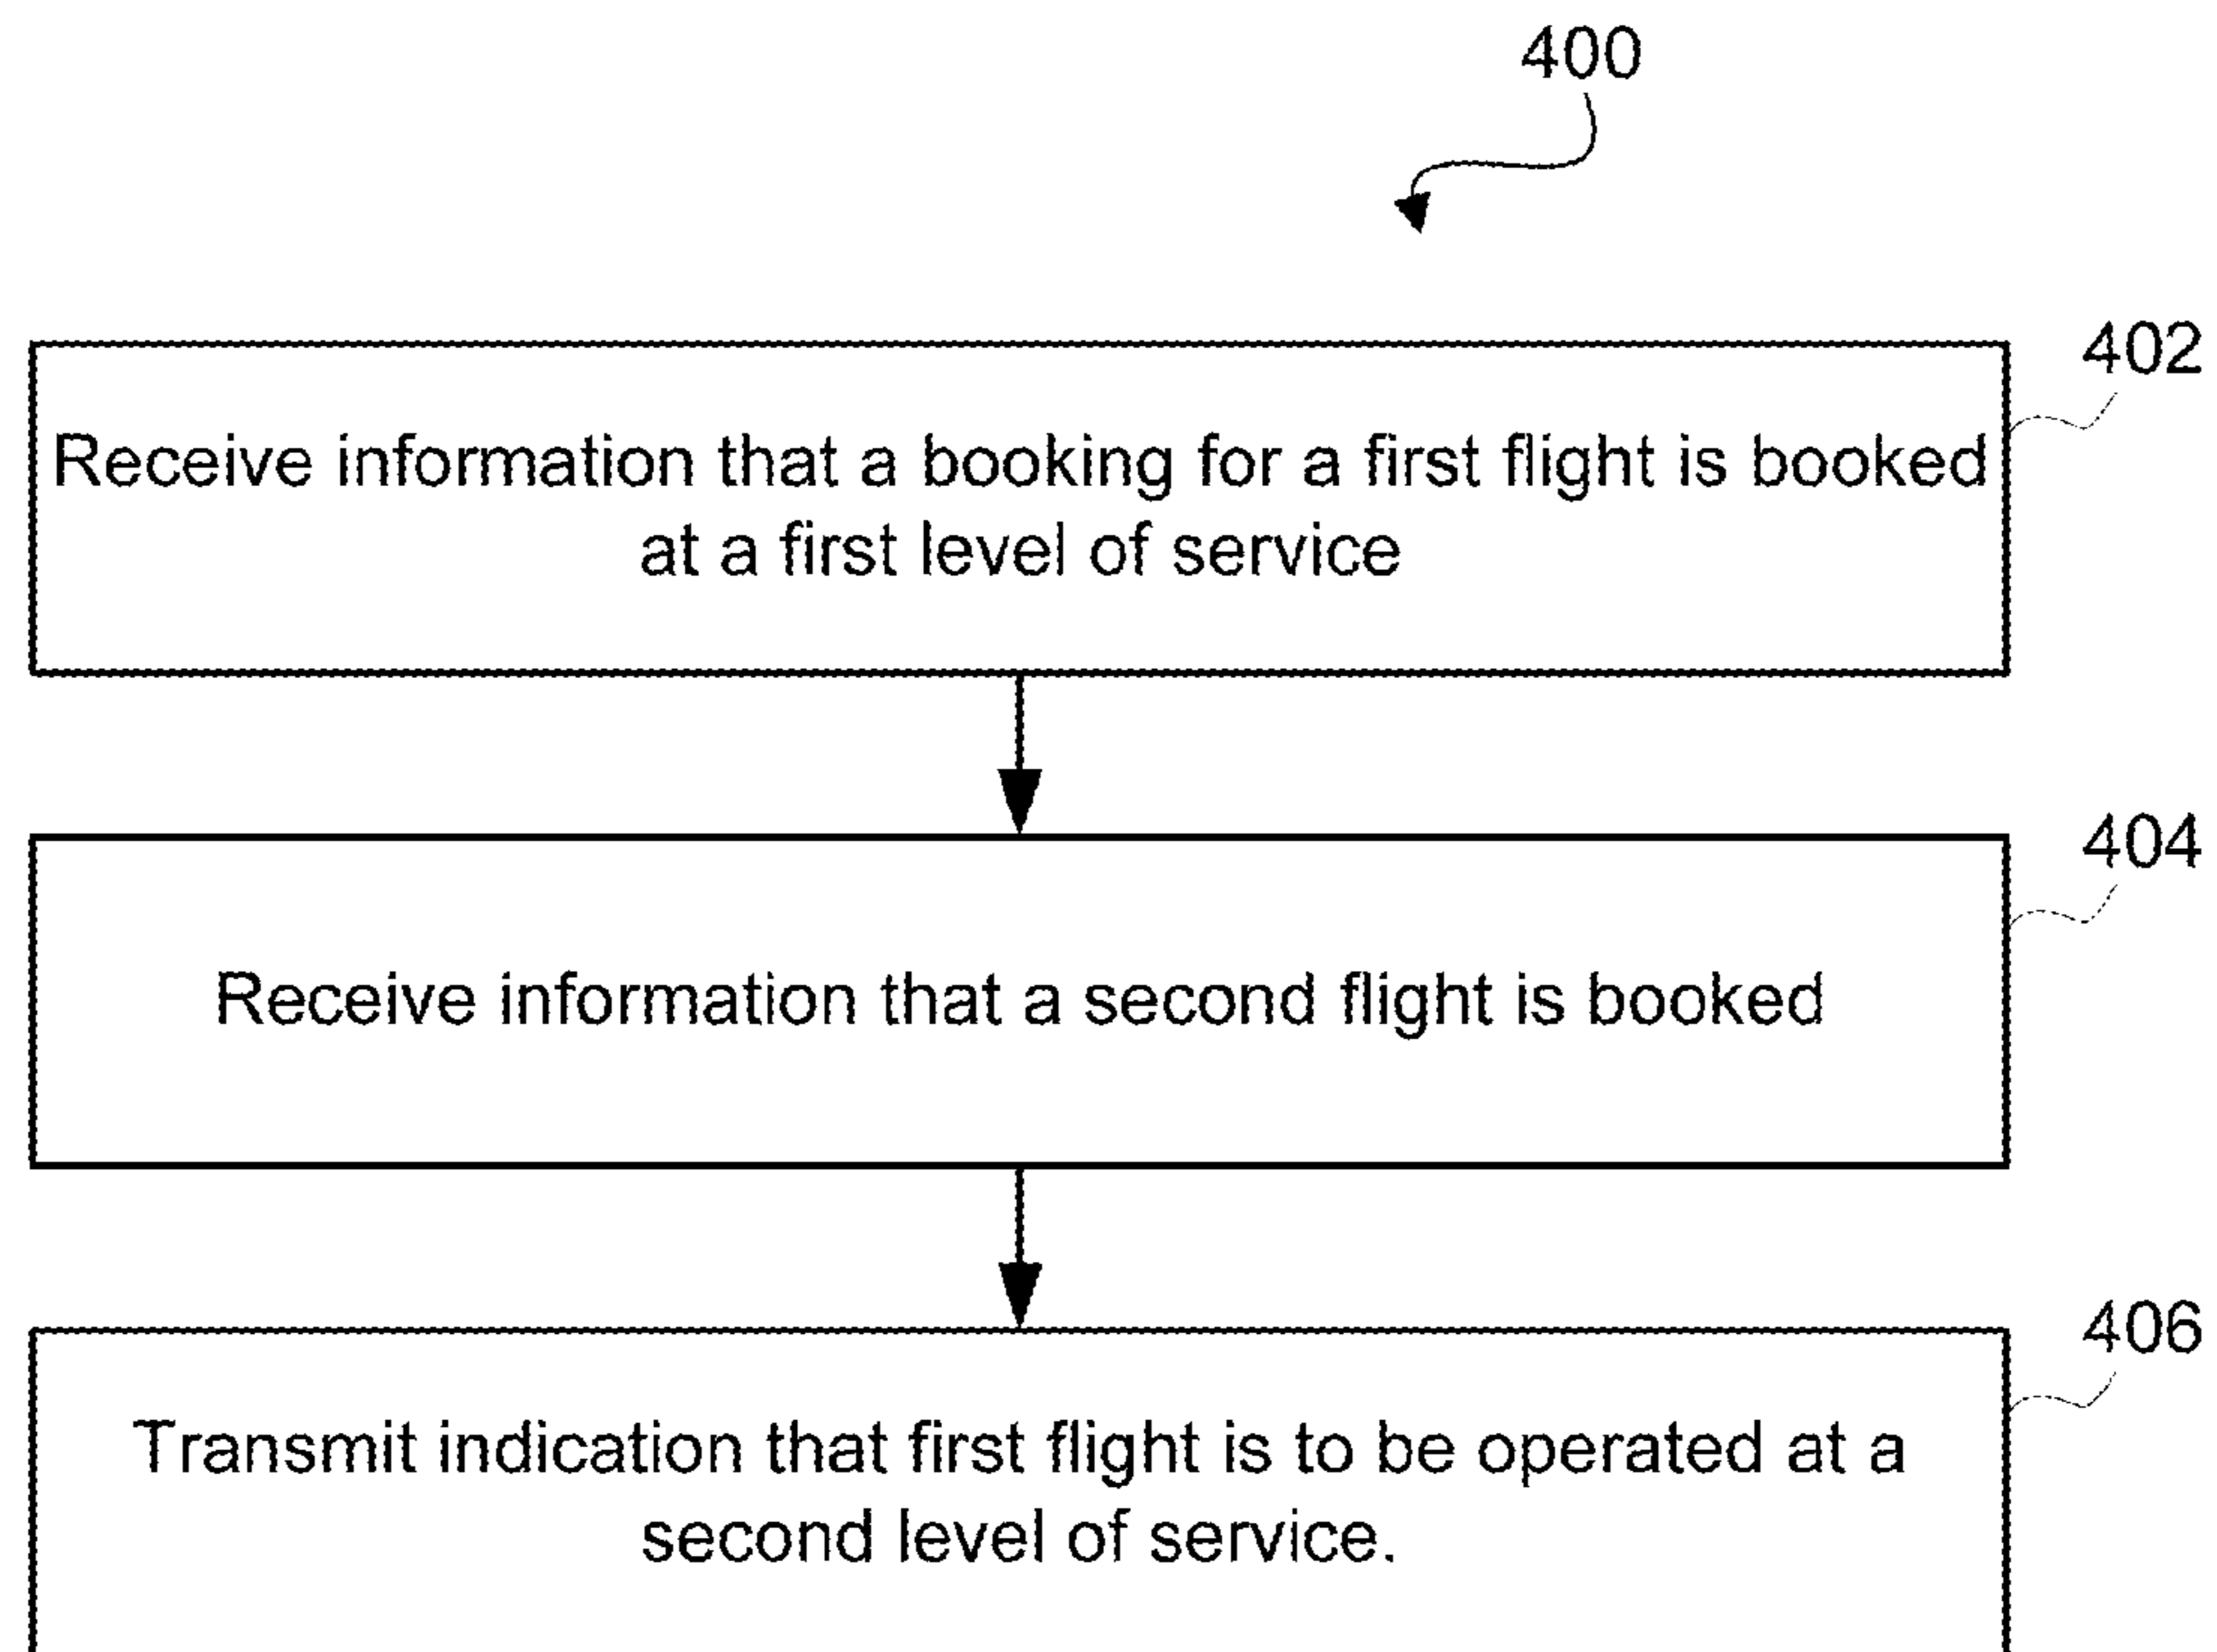 400
402
Receive information that a booking for a first flight is booked
at a first level of service
404
Receive information that a second flight is booked
406
Transmit indication that first flight is to be operated at a
second level of service.